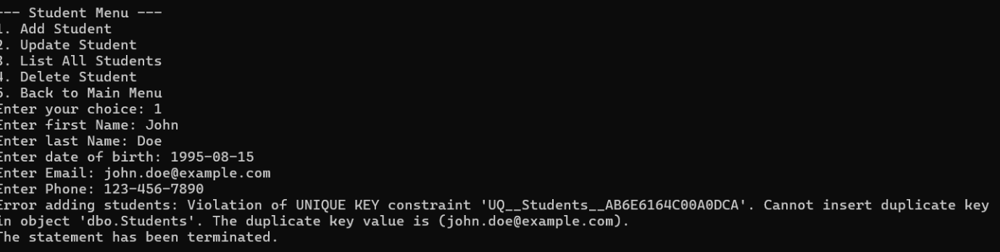 --- Student Menu ---
1. Add Student
2. Update Student
3. List All Students
4. Delete Student
5. Back to Main Menu
Enter your choice: 1
Enter first Name: John
Enter last Name: Doe
Enter date of birth: 1995-08-15
Enter Email: john.doe@example.com
Enter Phone: 123-456-7890
Error adding students: Violation of UNIQUE KEY constraint 'UQ__Students__AB6E6164C00A0DCA'. Cannot insert duplicate key
in object 'dbo.Students'. The duplicate key value is (john.doe@example.com).
The statement has been terminated.